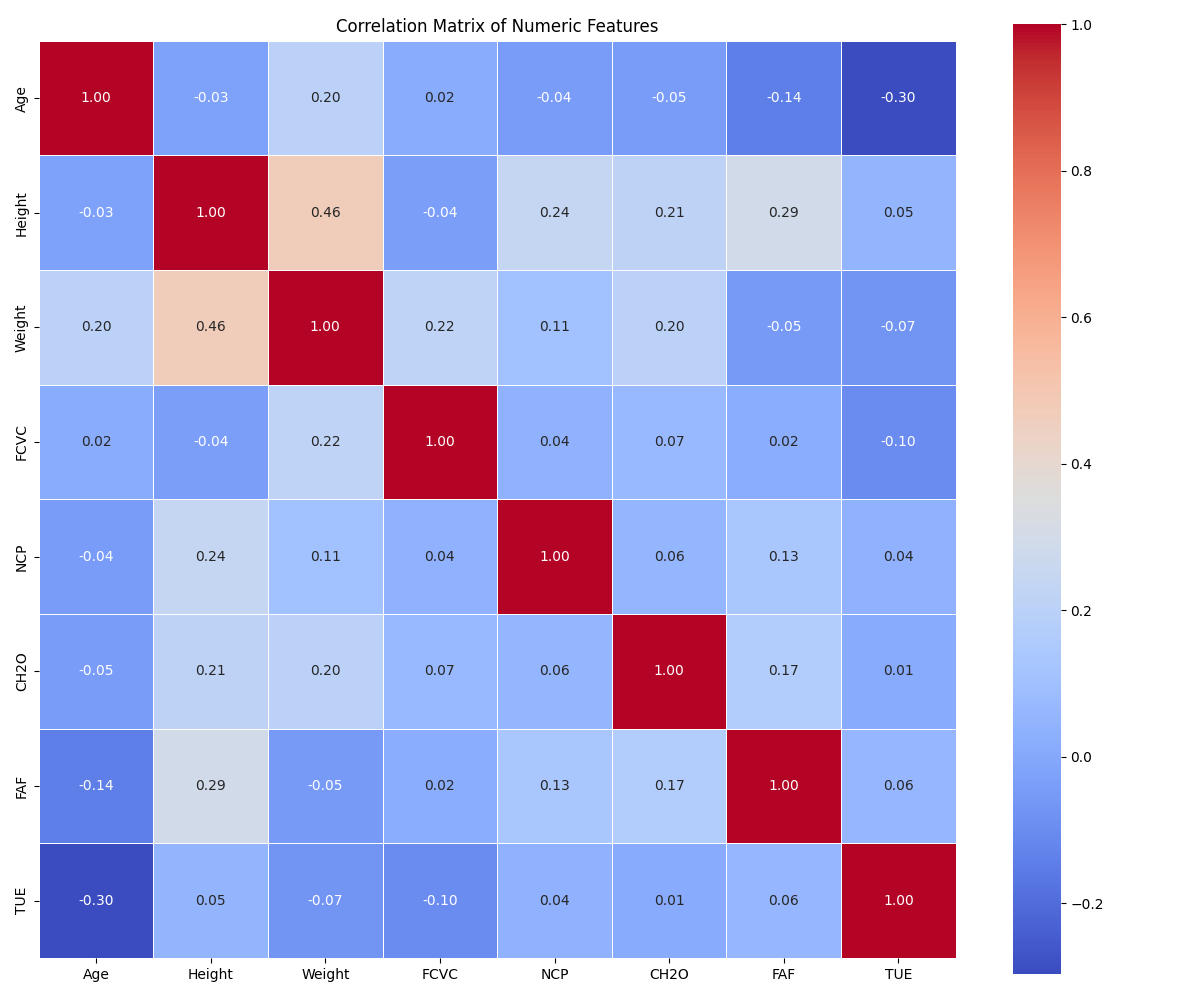 Correlation Matrix of Numeric Features
Age 1.00 -0.03 0.20 0.02 -0.04 -0.05 -0.14 -0.30
Height -0.03 1.00 0.46 -0.04 0.24 0.21 0.29 0.05
Weight 0.20 0.46 1.00 0.22 0.11 0.20 -0.05 -0.07
FCVC 0.02 -0.04 0.22 1.00 0.04 0.07 0.02 -0.10
NCP -0.04 0.24 0.11 0.04 1.00 0.06 0.13 0.04
CH2O -0.05 0.21 0.20 0.07 0.06 1.00 0.17 0.01
FAF -0.14 0.29 -0.05 0.02 0.13 0.17 1.00 0.06
TUE -0.30 0.05 -0.07 -0.10 0.04 0.01 0.06 1.00
Age Height Weight FCVC NCP CH2O FAF TUE
1.0
0.8
0.6
0.4
0.2
0.0
−0.2